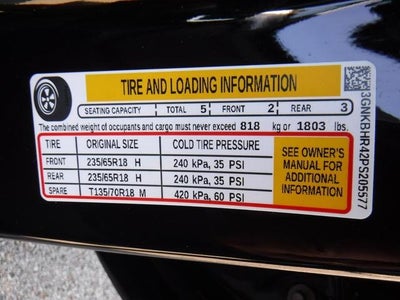 TIRE AND LOADING INFORMATION
SEATING CAPACITY TOTAL 5 FRONT 2 REAR 3
The combined weight of occupants and cargo must never exceed 818 kg or 1803 lbs.
TIRE ORIGINAL SIZE COLD TIRE PRESSURE
FRONT 235/65R18 H 240 kPa, 35 PSI
REAR 235/65R18 H 240 kPa, 35 PSI
SPARE T135/70R18 M 420 kPa, 60 PSI
SEE OWNER'S
MANUAL FOR
ADDITIONAL
INFORMATION
3GNKBHR42PS205577